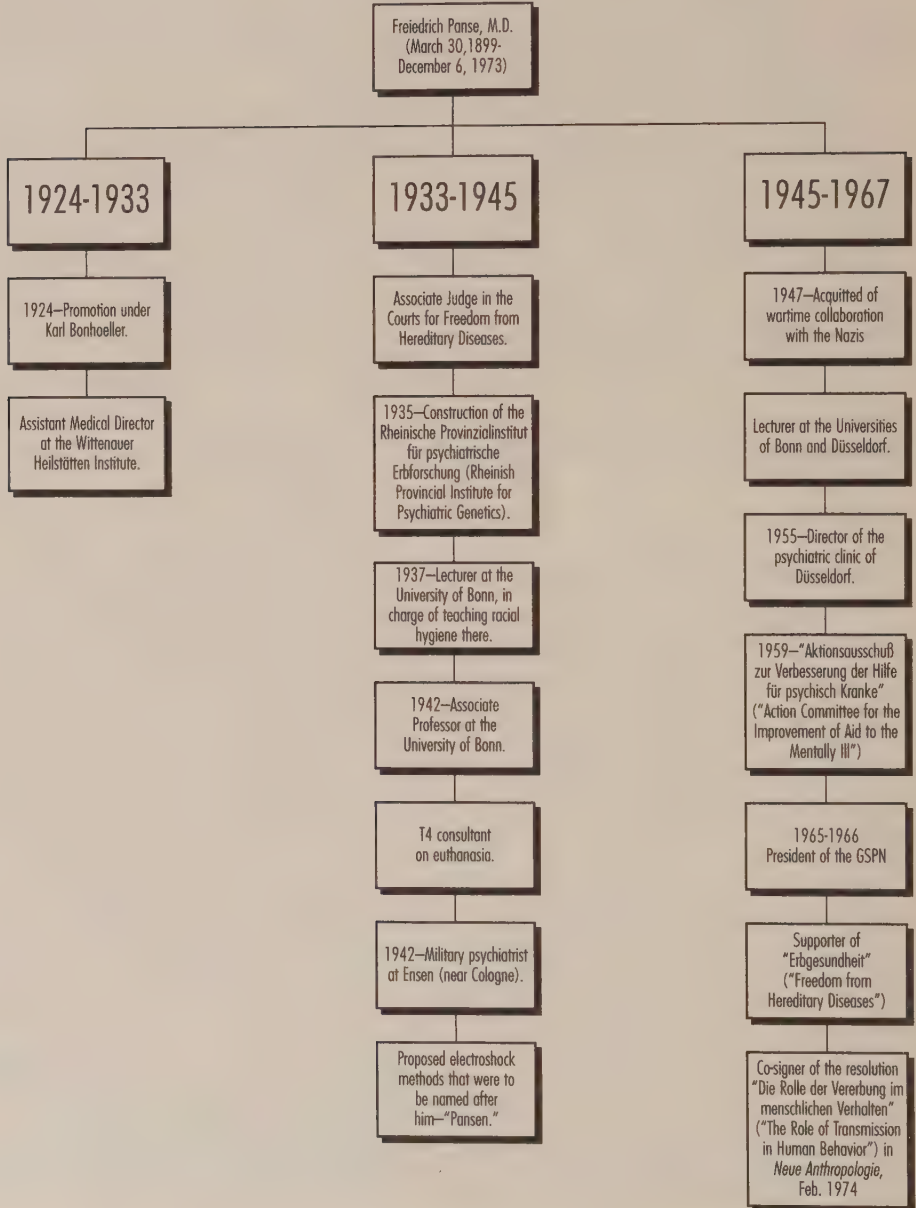 Freiedrich Panse, M.D.
(March 30,1899-
December 6, 1973)
1924-1933
1924—Promotion under
Karl Bonhoeller.
Assistant Medical Director
at the Wittenauer
Heilstätten Institute.
1933-1945
Associate Judge in the
Courts for Freedom from
Hereditary Diseases.
1935—Construction of the
Rheinische Provinzialinstitut
für psychiatrische
Erbforschung (Rheinish
Provincial Institute for
Psychiatric Genetics).
1937—Lecturer at the
University of Bonn, in
charge of teaching racial
hygiene there.
1942—Associate
Professor at the
University of Bonn.
T4 consultant
on euthanasia.
1942—Military psychiatrist
at Ensen (near Cologne).
Proposed electroshock
methods that were to
be named after
him—"Pansen."
1945-1967
1947—Acquitted of
wartime collaboration
with the Nazis
Lecturer at the Universities
of Bonn and Düsseldorf.
1955—Director of the
psychiatric clinic of
Düsseldorf.
1959—"Aktionsausschuß
zur Verbesserung der Hilfe
für psychisch Kranke"
("Action Committee for the
Improvement of Aid to the
Mentally Ill")
1965-1966
President of the GSPN
Supporter of
"Erbgesundheit"
("Freedom from
Hereditary Diseases")
Co-signer of the resolution
"Die Rolle der Vererbung im
menschlichen Verhalten"
("The Role of Transmission
in Human Behavior") in
Neue Anthropologie,
Feb. 1974